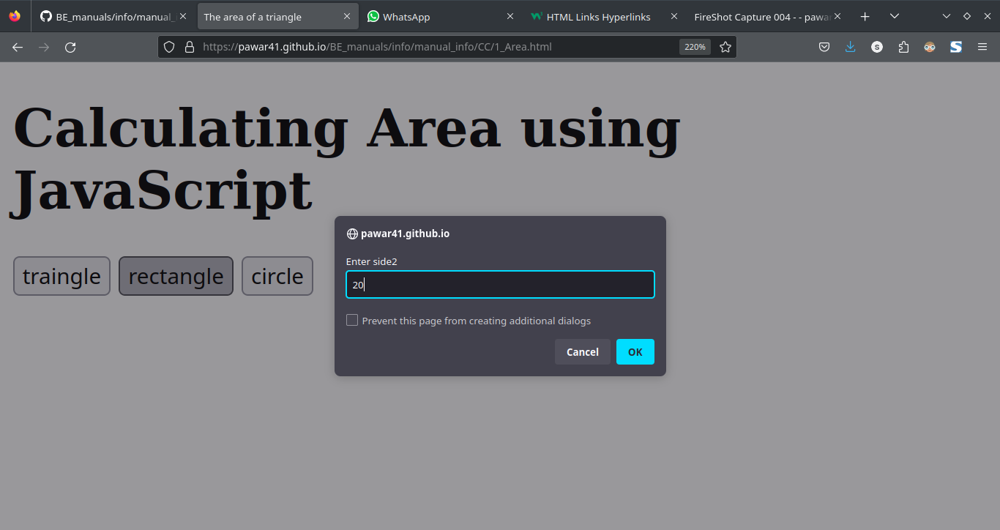 BE_manuals/info/manual_
The area of a triangle
WhatsApp
HTML Links Hyperlinks
FireShot Capture 004 - - pawa
https://pawar41.github.io/BE_manuals/info/manual_info/CC/1_Area.html
220%
S
S
Calculating Area using
JavaScript
pawar41.github.io
Enter side2
20
traingle
rectangle
circle
Prevent this page from creating additional dialogs
Cancel
OK